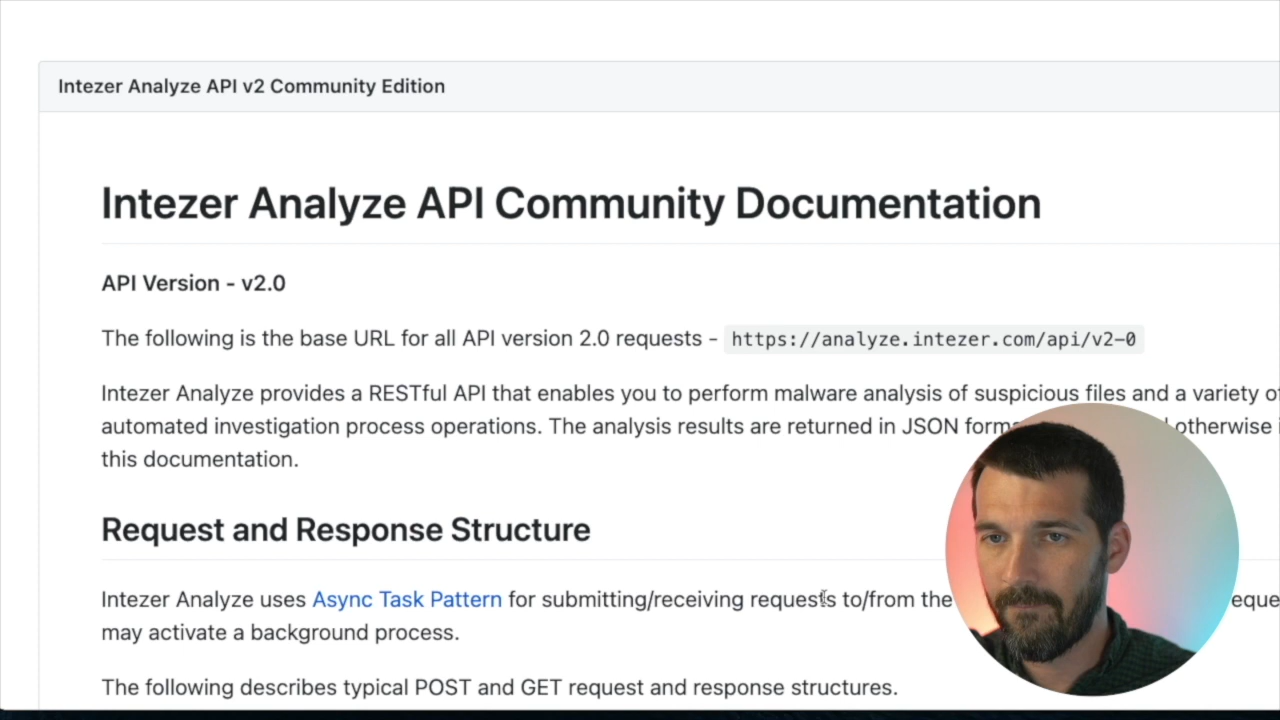 Intezer Analyze API v2 Community Edition
Intezer Analyze API Community Documentation
API Version - v2.0
The following is the base URL for all API version 2.0 requests - https://analyze.intezer.com/api/v2-0
Intezer Analyze provides a RESTful API that enables you to perform malware analysis of suspicious files and a variety of
automated investigation process operations. The analysis results are returned in JSON otherwise
this documentation.
Request and Response Structure
Intezer Analyze uses Async Task Pattern for submitting/receiving requests to/from the
may activate a background process.
The following describes typical POST and GET request and response structures.